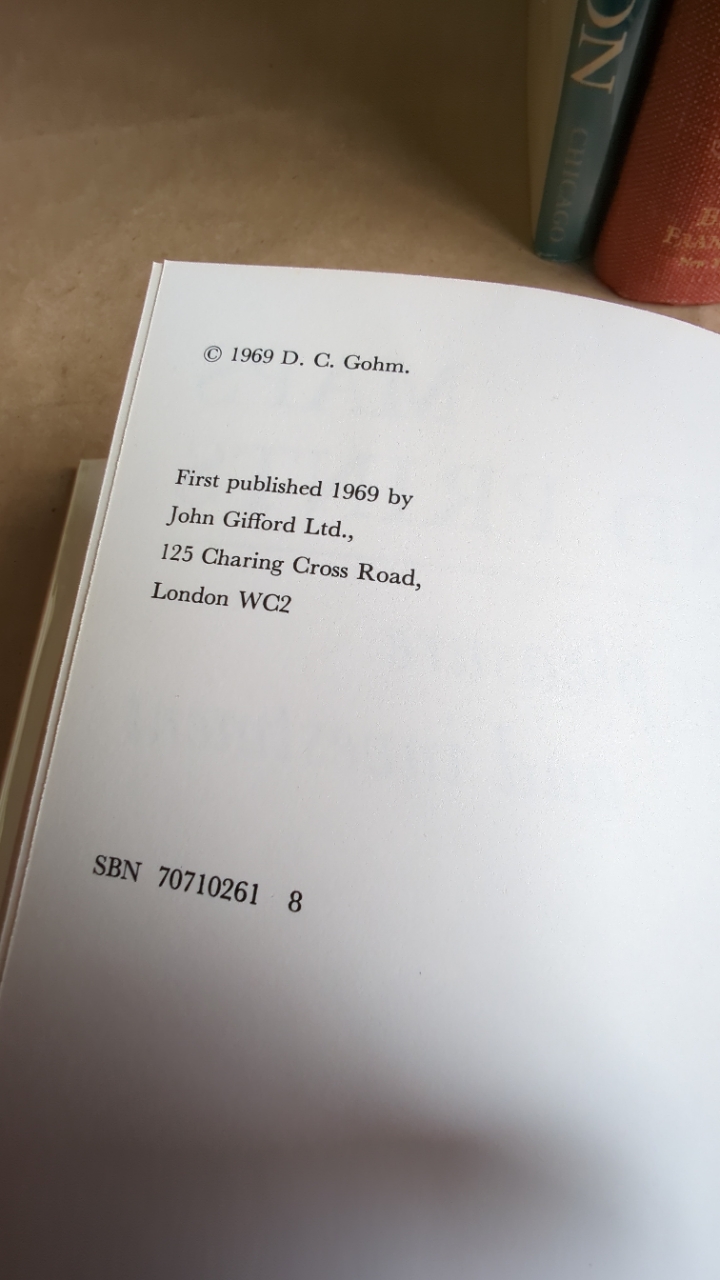 ON
CHICAGO
© 1969 D. C. Gohm.
First published 1969 by
John Gifford Ltd.,
125 Charing Cross Road,
London WC2
SBN 70710261 8